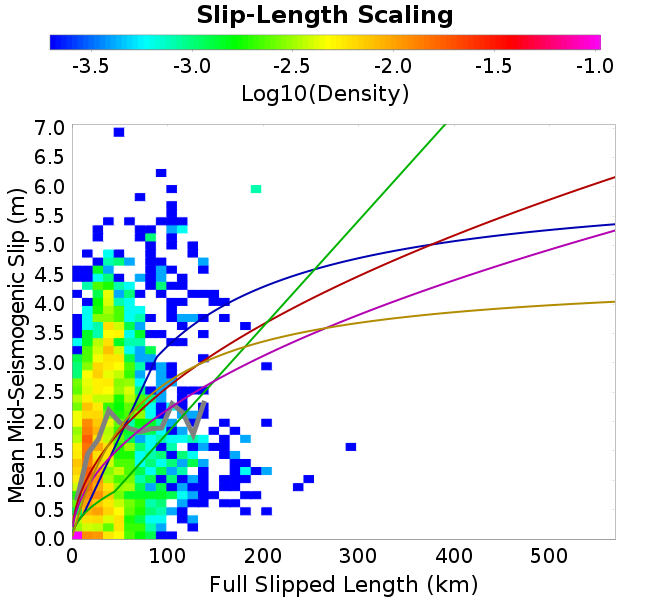 Slip-Length Scaling
-3.5 -3.0 -2.5 -2.0 -1.5 -1.0
Log10(Density)
7.0
6.5
6.0
5.5
5.0
4.5
4.0
3.5
3.0
2.5
2.0
1.5
1.0
0.5
0.0
Mean Mid-Seismogenic Slip (m)
0 100 200 300 400 500
Full Slipped Length (km)